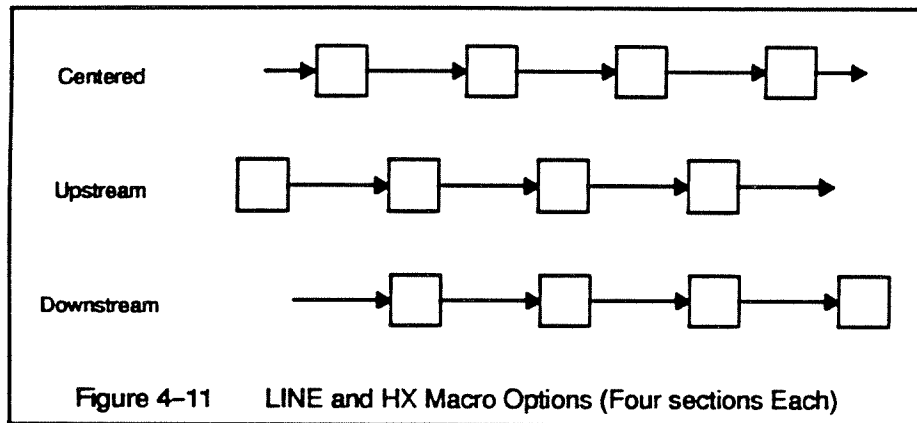 Centered
Upstream
Downstream
Figure 4–11 LINE and HX Macro Options (Four sections Each)